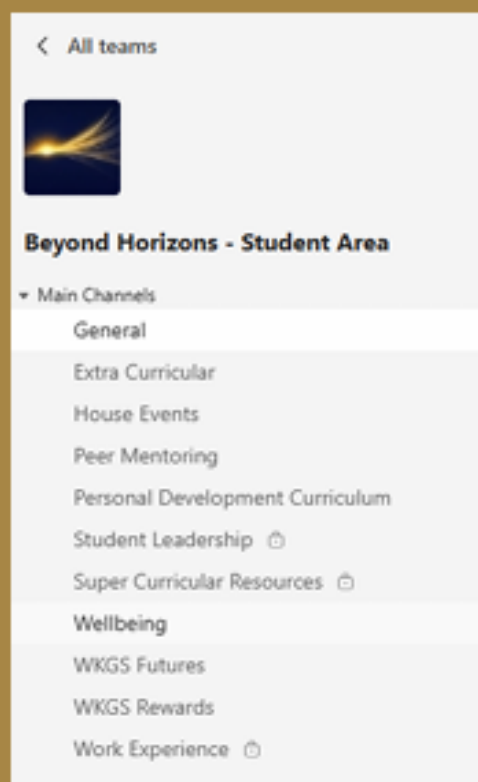 All teams
Beyond Horizons - Student Area
Main Channels
General
Extra Curricular
House Events
Peer Mentoring
Personal Development Curriculum
Student Leadership
Super Curricular Resources
Wellbeing
WKGS Futures
WKGS Rewards
Work Experience